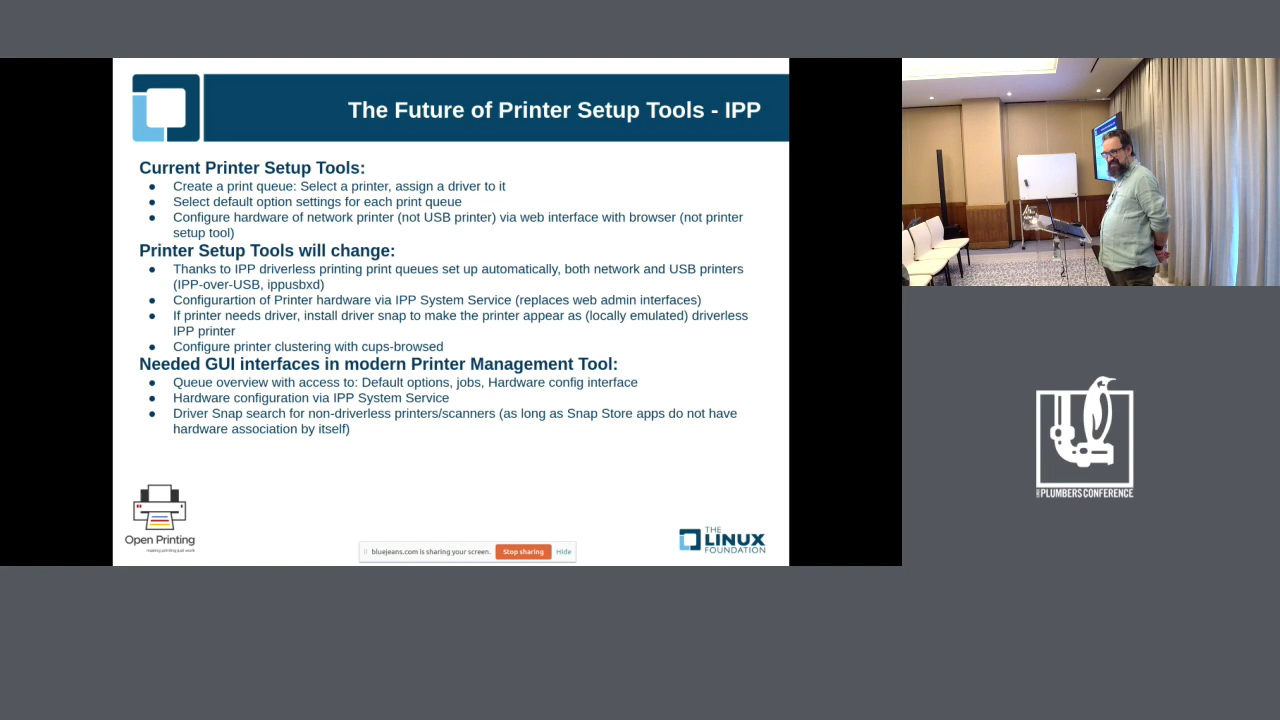 The Future of Printer Setup Tools - IPP
Current Printer Setup Tools:
● Create a print queue: Select a printer, assign a driver to it
● Select default option settings for each print queue
● Configure hardware of network printer (not USB printer) via web interface with browser (not printer
setup tool)
Printer Setup Tools will change:
● Thanks to IPP driverless printing print queues set up automatically, both network and USB printers
(IPP-over-USB, ippusbxd)
● Configurartion of Printer hardware via IPP System Service (replaces web admin interfaces)
● If printer needs driver, install driver snap to make the printer appear as (locally emulated) driverless
IPP printer
● Configure printer clustering with cups-browsed
Needed GUI interfaces in modern Printer Management Tool:
● Queue overview with access to: Default options, jobs, Hardware config interface
● Hardware configuration via IPP System Service
● Driver Snap search for non-driverless printers/scanners (as long as Snap Store apps do not have
hardware association by itself)
Open Printing
making printing just work
bluejeans.com is sharing your screen. Stop sharing Hide
THE
LINUX
FOUNDATION
PLUMBERS CONFERENCE